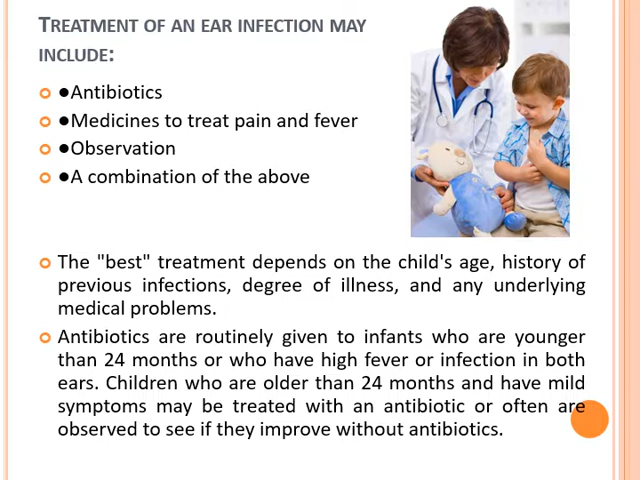 TREATMENT OF AN EAR INFECTION MAY
INCLUDE:
●Antibiotics
●Medicines to treat pain and fever
●Observation
●A combination of the above
The "best" treatment depends on the child's age, history of
previous infections, degree of illness, and any underlying
medical problems.
Antibiotics are routinely given to infants who are younger
than 24 months or who have high fever or infection in both
ears. Children who are older than 24 months and have mild
symptoms may be treated with an antibiotic or often are
observed to see if they improve without antibiotics.